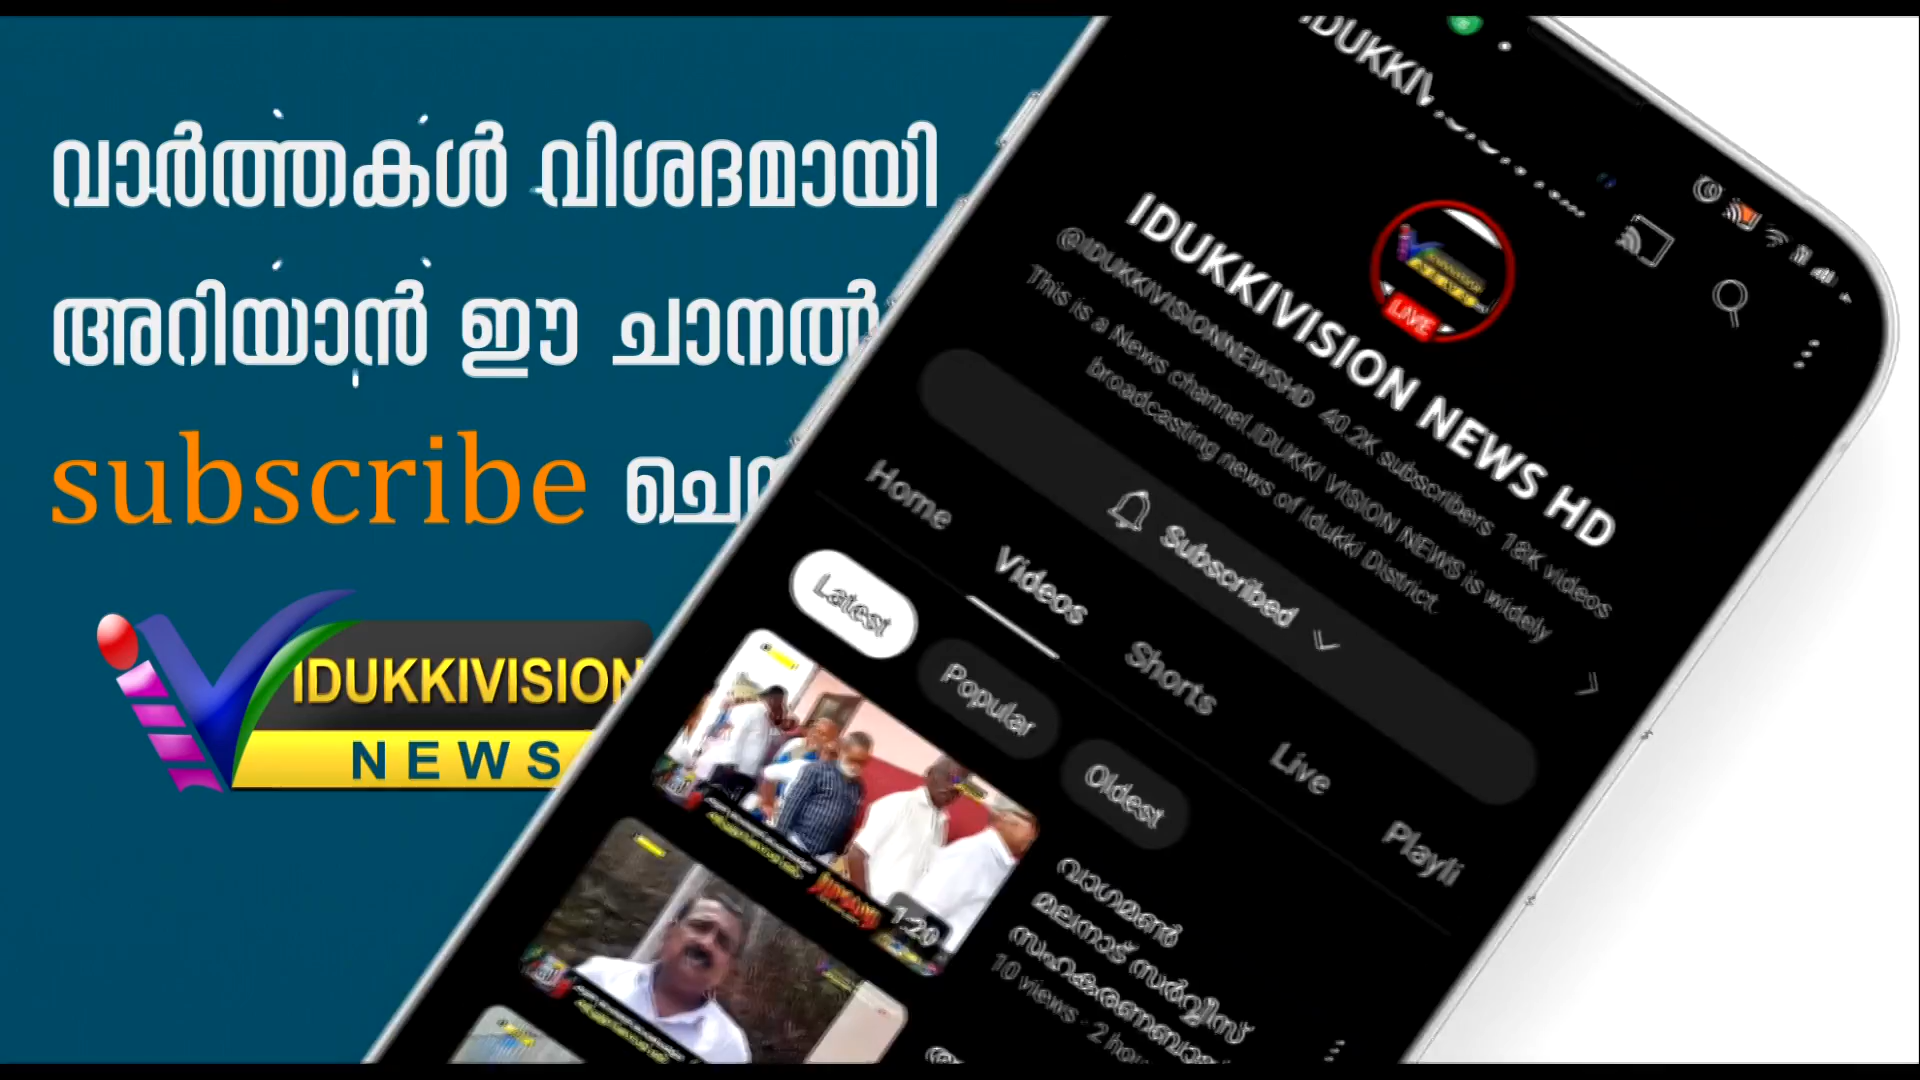 വാർത്തകൾ വിശദമായി
അറിയാൻ ഈ ചാനൽ
subscribe
IDUKKIVISION
NEWS
IDUKKIVISION NEWS HD
@IDUKKIVISIONNEWSHD 40.2K subscribers 18K videos
This is a News channel.IDUKKI VISION NEWS is widely
broadcasting news of Idukki District.
Subscribed
Home Videos Shorts Live
Latest Popular Oldest
LIVE
1:20
വാഗമൺ
മലനാട് സർവ്വീസ്
10 views · 2